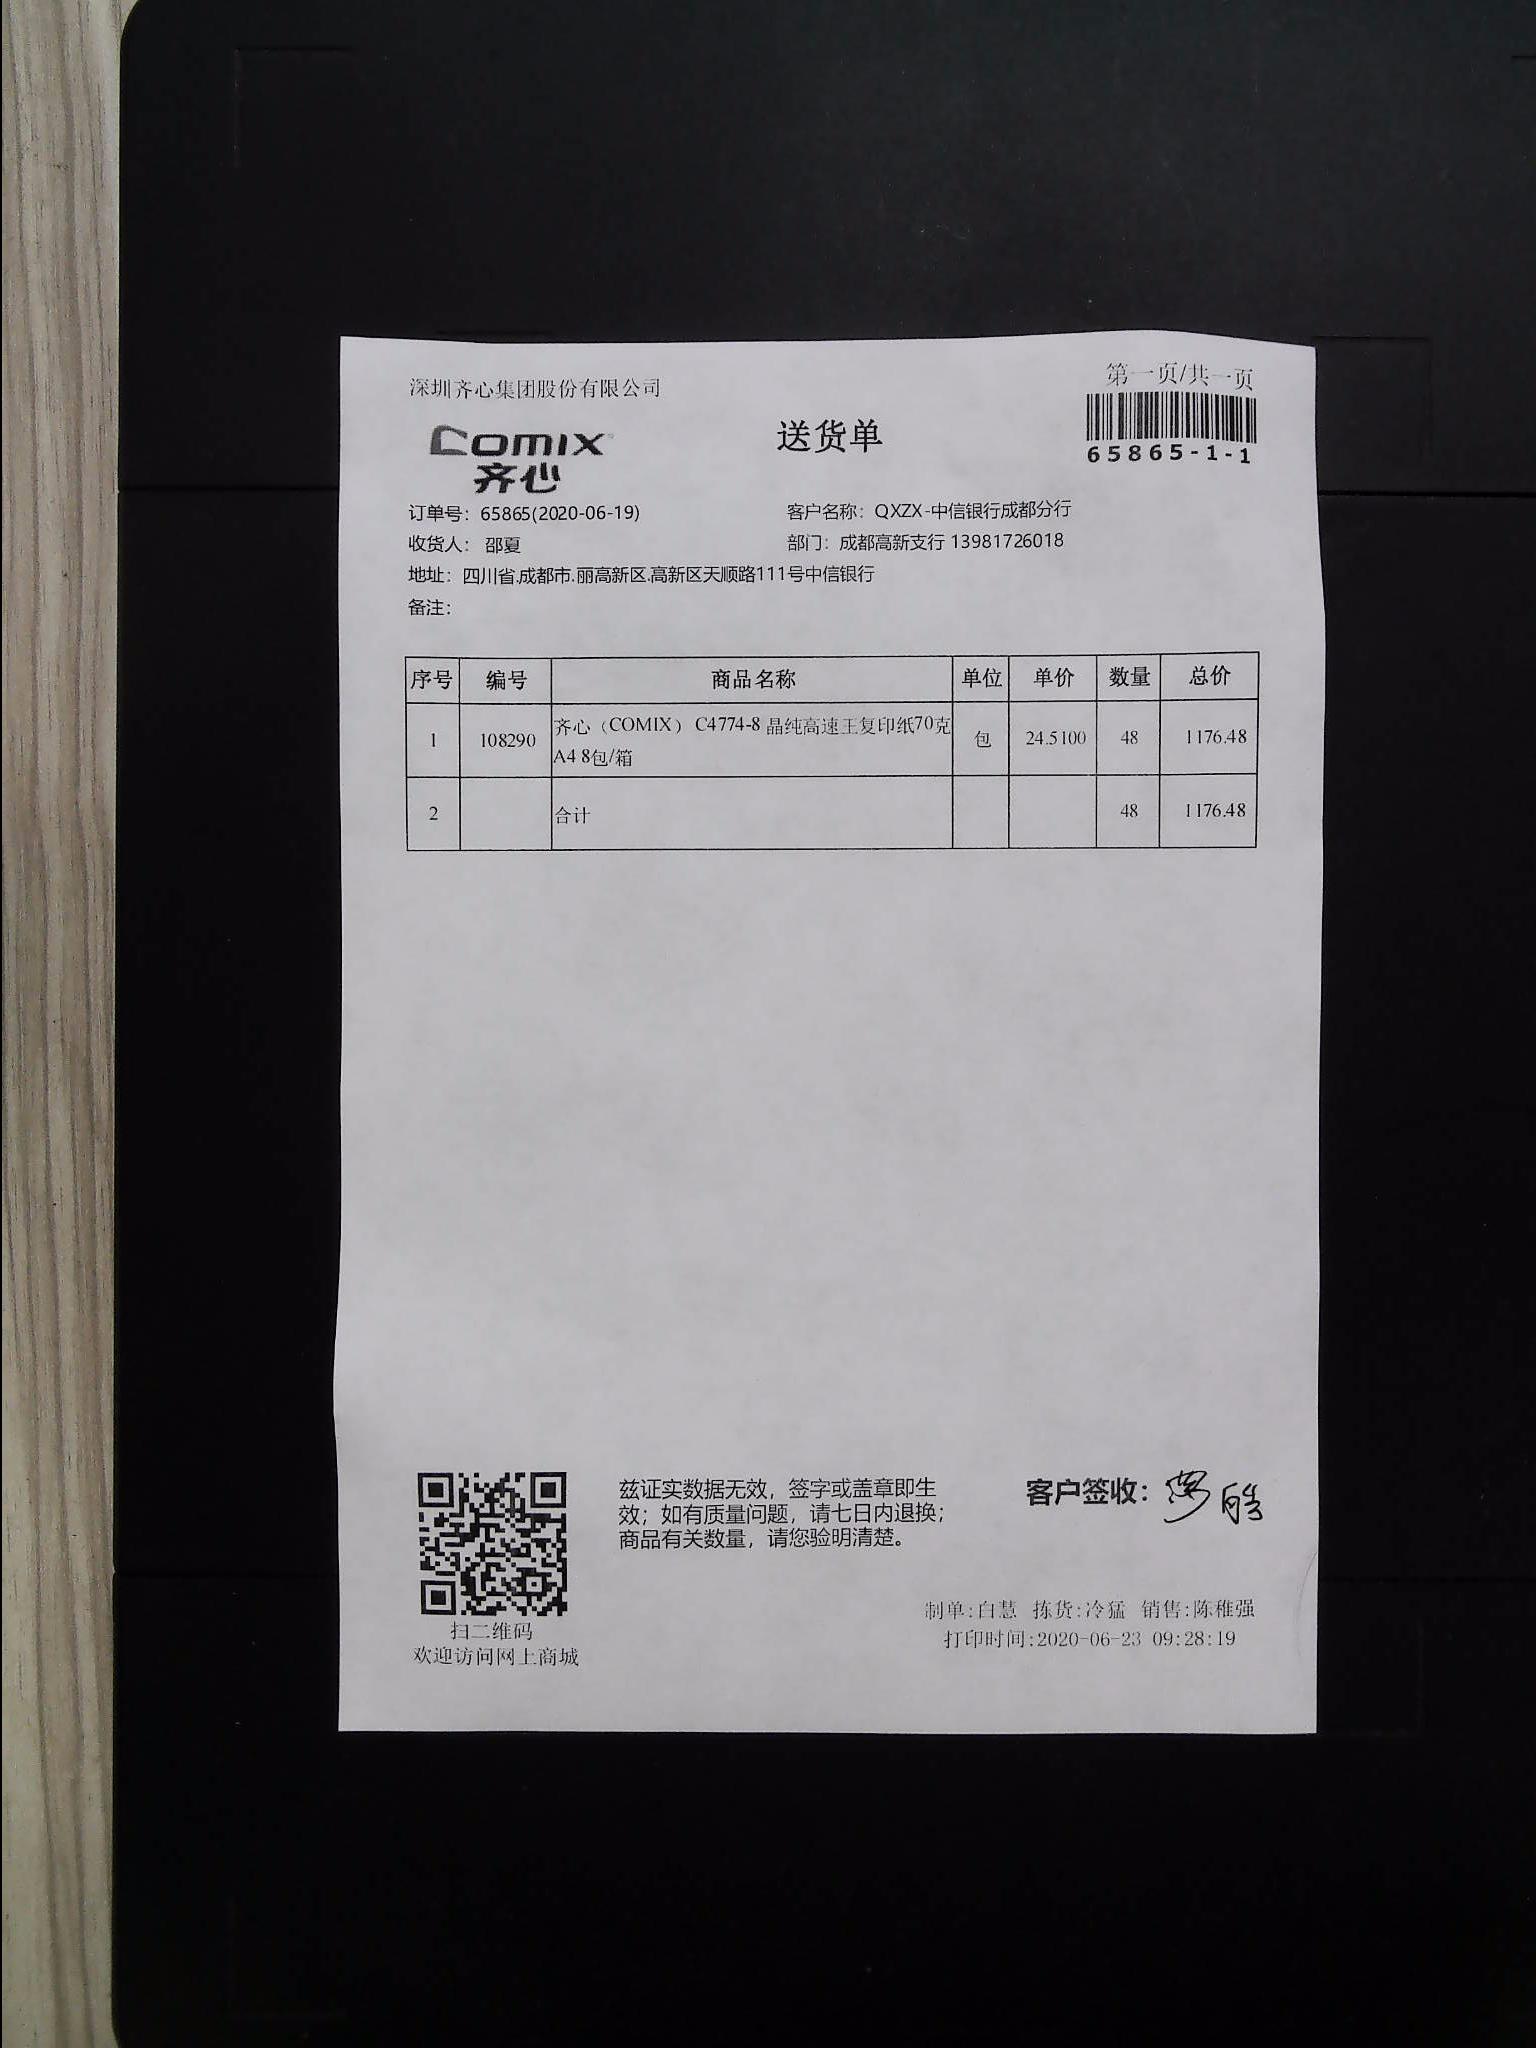 深圳齐心集团股份有限公司
第一页/共一页
comix
齐心
送货单
65865-1-1
订单号：65865(2020-06-19)
客户名称：QXZX-中信银行成都分行
收货人：邵夏
部门：成都高新支行 13981726018
地址：四川省.成都市.丽高新区.高新区天顺路111号中信银行
备注：
序号 编号 商品名称 单位 单价 数量 总价
1 108290 齐心（COMIX） C4774-8 晶纯高速王复印纸70克 包 24.5100 48 1176.48
A4 8包/箱
2 合计 48 1176.48
兹证实数据无效，签字或盖章即生
效；如有质量问题，请七日内退换；
商品有关数量，请您验明清楚。
客户签收：
扫二维码
欢迎访问网上商城
制单:白慧 拣货:冷猛 销售:陈稚强
打印时间:2020-06-23 09:28:19